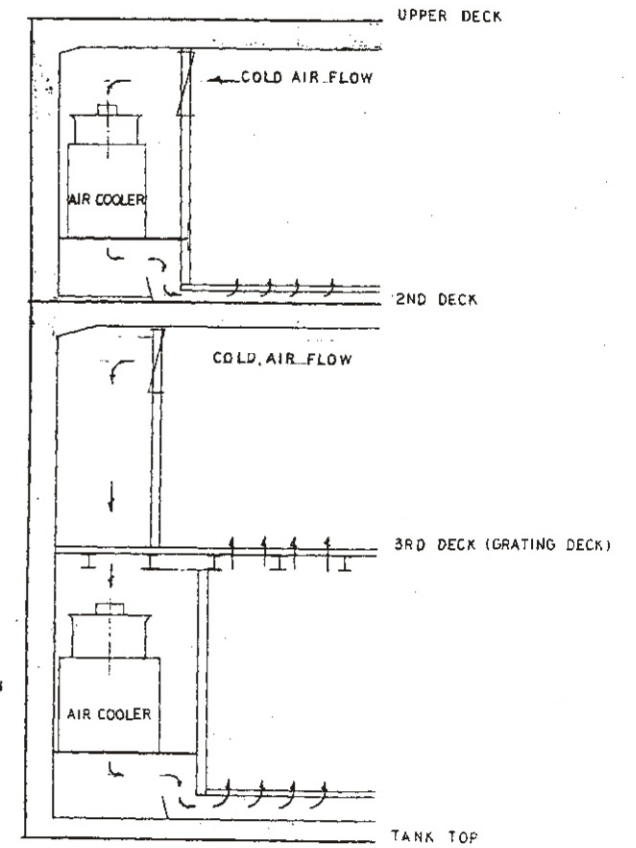 UPPER DECK
COLD AIR FLOW
AIR COOLER
2ND DECK
COLD AIR FLOW
3RD DECK (GRATING DECK)
AIR COOLER
TANK TOP